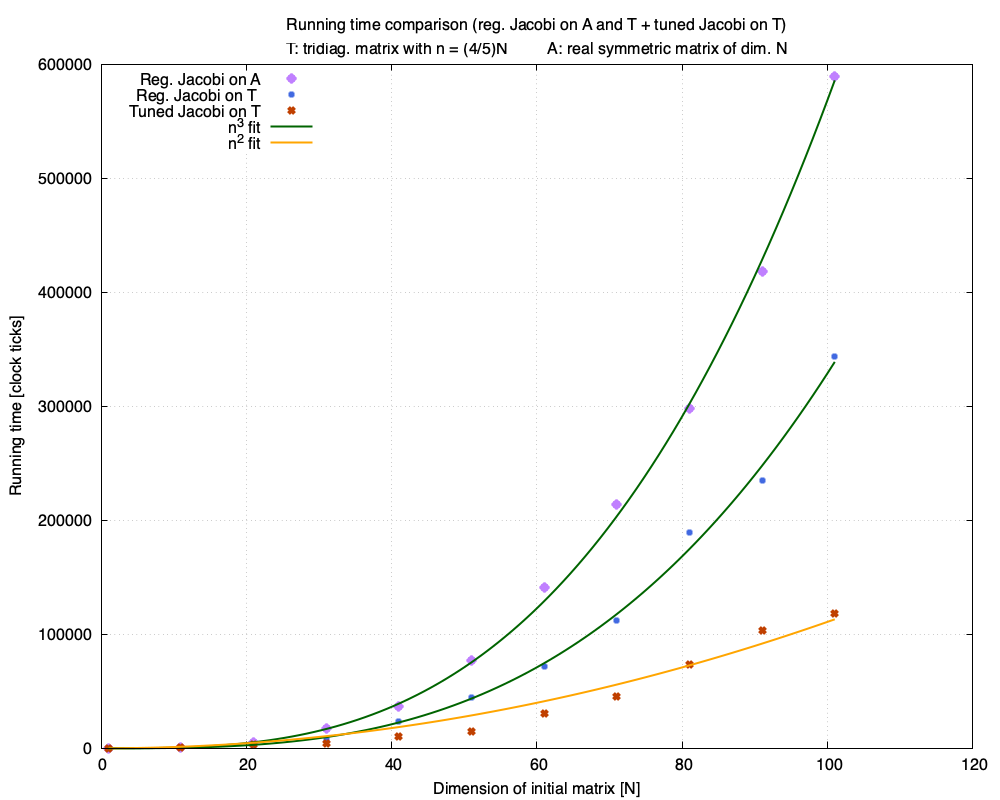 Running time comparison (reg. Jacobi on A and T + tuned Jacobi on T)
T: tridiag. matrix with n = (4/5)N A: real symmetric matrix of dim. N
600000
500000
400000
300000
200000
100000
0
Reg. Jacobi on A
Reg. Jacobi on T
Tuned Jacobi on T
n³ fit
n² fit
Running time [clock ticks]
0 20 40 60 80 100 120
Dimension of initial matrix [N]